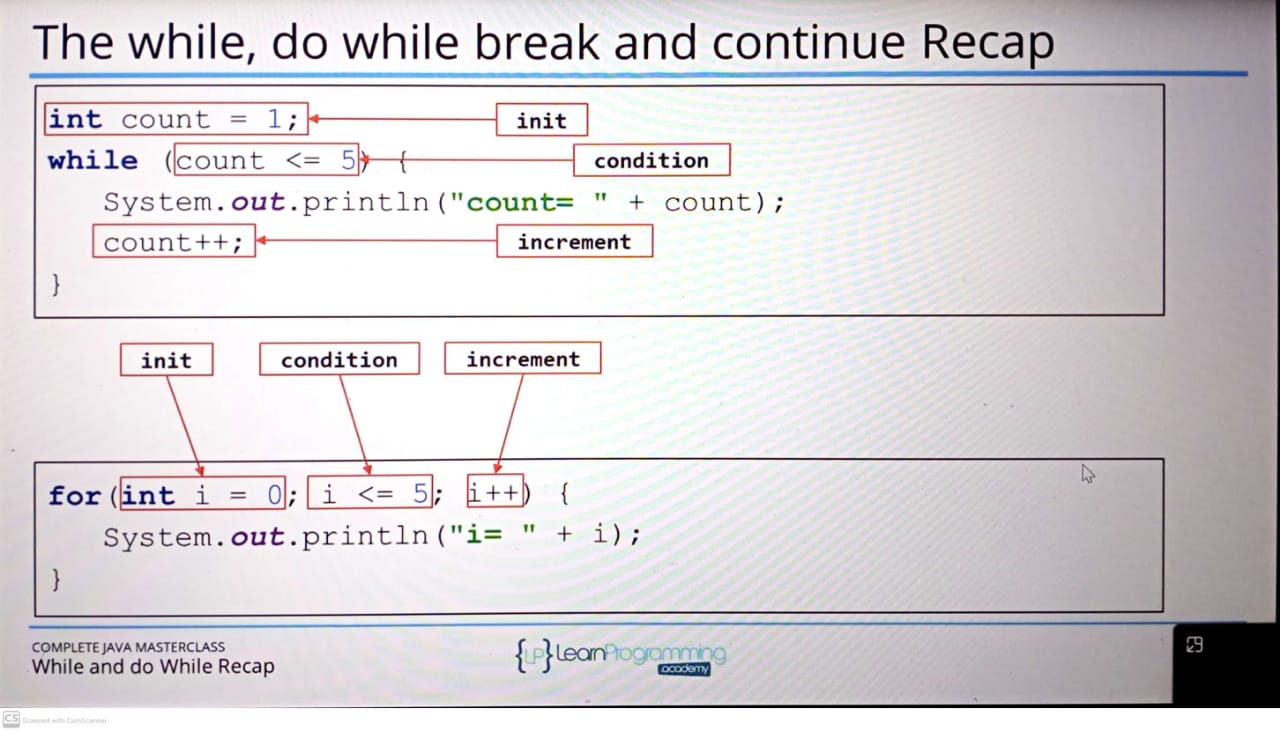 The while, do while break and continue Recap
int count = 1; init
while (count <= 5) { condition
System.out.println("count= " + count);
count++; increment
}
init condition increment
for(int i = 0; i <= 5; i++) {
System.out.println("i= " + i);
}
COMPLETE JAVA MASTERCLASS
While and do While Recap
{LP} LearnProgramming
academy
CS Scanned with CamScanner